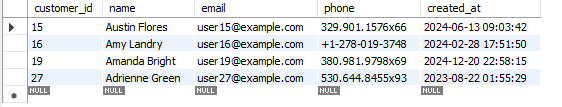 customer_id name email phone created_at
15 Austin Flores user15@example.com 329.901.1576x66 2024-06-13 09:03:42
16 Amy Landry user16@example.com +1-278-019-3748 2024-02-28 17:51:50
19 Amanda Bright user19@example.com 380.981.9798x69 2024-12-20 22:58:15
27 Adrienne Green user27@example.com 530.644.8455x93 2023-08-22 01:55:29
NULL NULL NULL NULL NULL